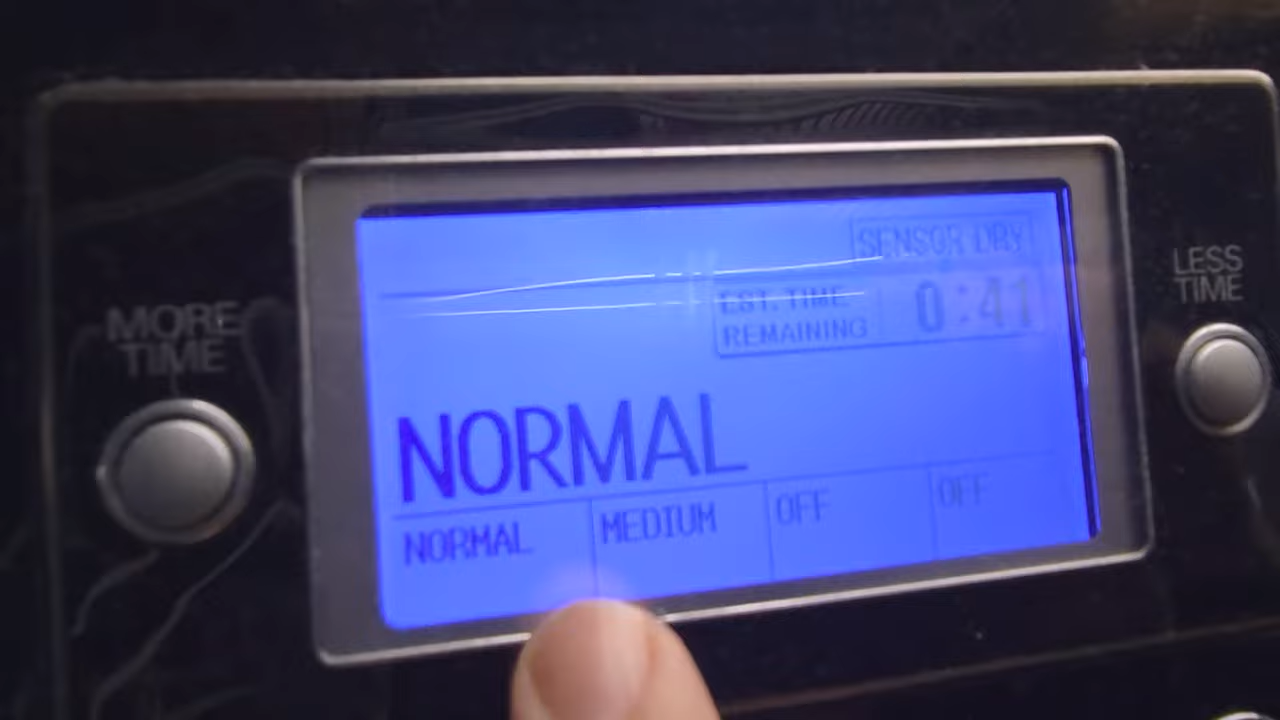 MORE
TIME
SENSOR DRY
EST. TIME
REMAINING
0:41
NORMAL
NORMAL
MEDIUM
OFF
OFF
LESS
TIME